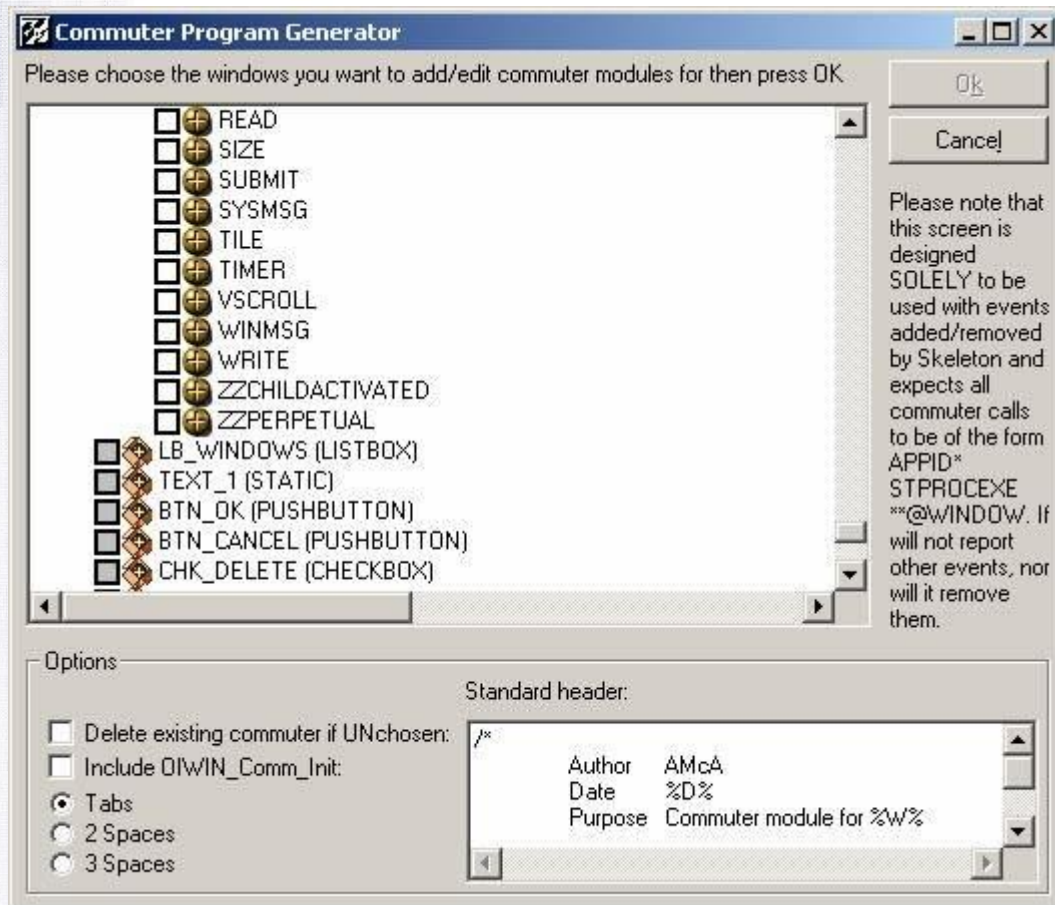 Commuter Program Generator
Please choose the windows you want to add/edit commuter modules for then press OK
Ok
Cancel
READ
SIZE
SUBMIT
SYSMSG
TILE
TIMER
VSCROLL
WINMSG
WRITE
ZZCHILDACTIVATED
ZZPERPETUAL
LB_WINDOWS (LISTBOX)
TEXT_1 (STATIC)
BTN_OK (PUSHBUTTON)
BTN_CANCEL (PUSHBUTTON)
CHK_DELETE (CHECKBOX)
Please note that
this screen is
designed
SOLELY to be
used with events
added/removed
by Skeleton and
expects all
commuter calls
to be of the form
APPID*
STPROCEXE
**@WINDOW. If
will not report
other events, nor
will it remove
them.
Options
Delete existing commuter if UNchosen:
Include OIWIN_Comm_Init:
Tabs
2 Spaces
3 Spaces
Standard header:
/*
Author AMcA
Date %D%
Purpose Commuter module for %W%